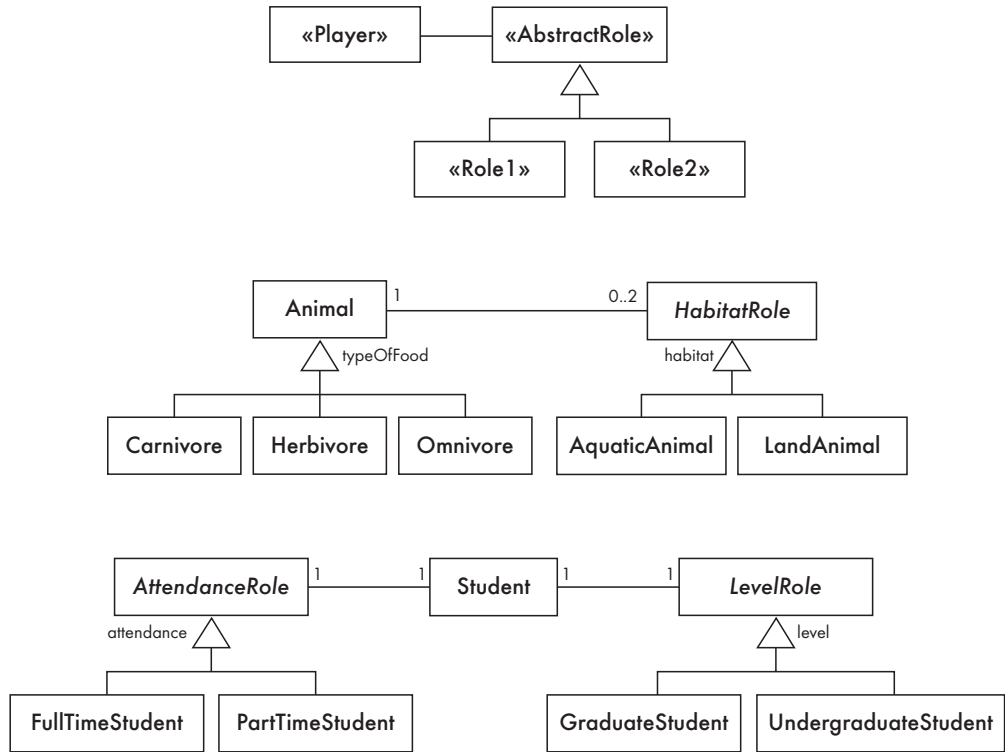 «Player»
«AbstractRole»
«Role1»
«Role2»
Animal
1
0..2
HabitatRole
typeOfFood
habitat
Carnivore
Herbivore
Omnivore
AquaticAnimal
LandAnimal
AttendanceRole
1
1
Student
1
1
LevelRole
attendance
level
FullTimeStudent
PartTimeStudent
GraduateStudent
UndergraduateStudent